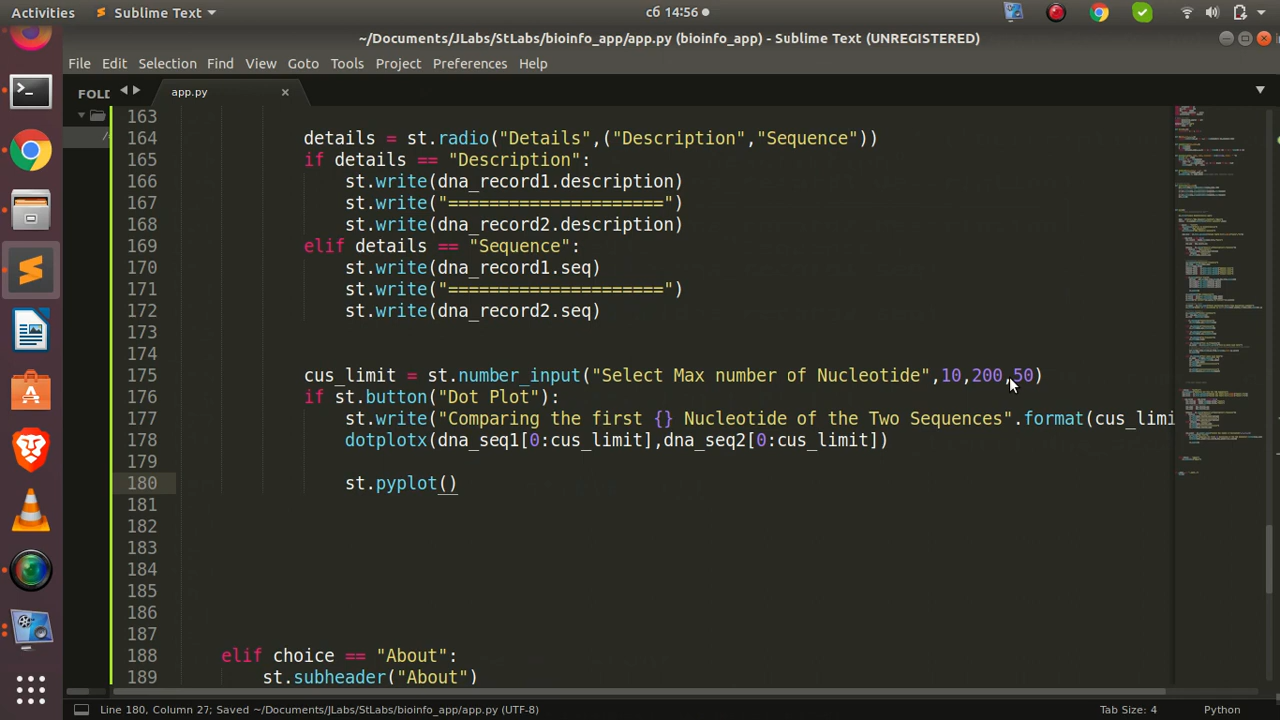 Activities
Sublime Text
сб 14:56
~/Documents/JLabs/StLabs/bioinfo_app/app.py (bioinfo_app) - Sublime Text (UNREGISTERED)
File Edit Selection Find View Goto Tools Project Preferences Help
FOLD
app.py ×
163
164 details = st.radio("Details",("Description","Sequence"))
165 if details == "Description":
166 st.write(dna_record1.description)
167 st.write("=====================")
168 st.write(dna_record2.description)
169 elif details == "Sequence":
170 st.write(dna_record1.seq)
171 st.write("=====================")
172 st.write(dna_record2.seq)
173
174
175 cus_limit = st.number_input("Select Max number of Nucleotide",10,200,50)
176 if st.button("Dot Plot"):
177 st.write("Comparing the first {} Nucleotide of the Two Sequences".format(cus_limi
178 dotplotx(dna_seq1[0:cus_limit],dna_seq2[0:cus_limit])
179
180 st.pyplot()
181
182
183
184
185
186
187
188 elif choice == "About":
189 st.subheader("About")
Line 180, Column 27; Saved ~/Documents/JLabs/StLabs/bioinfo_app/app.py (UTF-8)
Tab Size: 4
Python